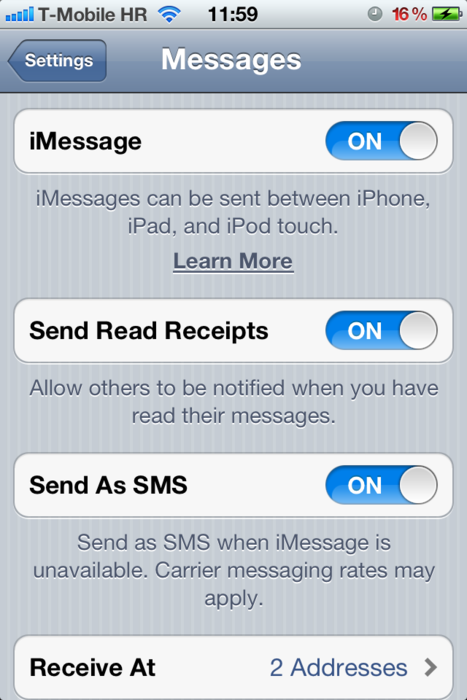 T-Mobile HR 11:59 16 %
Settings Messages
iMessage ON
iMessages can be sent between iPhone,
iPad, and iPod touch.
Learn More
Send Read Receipts ON
Allow others to be notified when you have
read their messages.
Send As SMS ON
Send as SMS when iMessage is
unavailable. Carrier messaging rates may
apply.
Receive At 2 Addresses